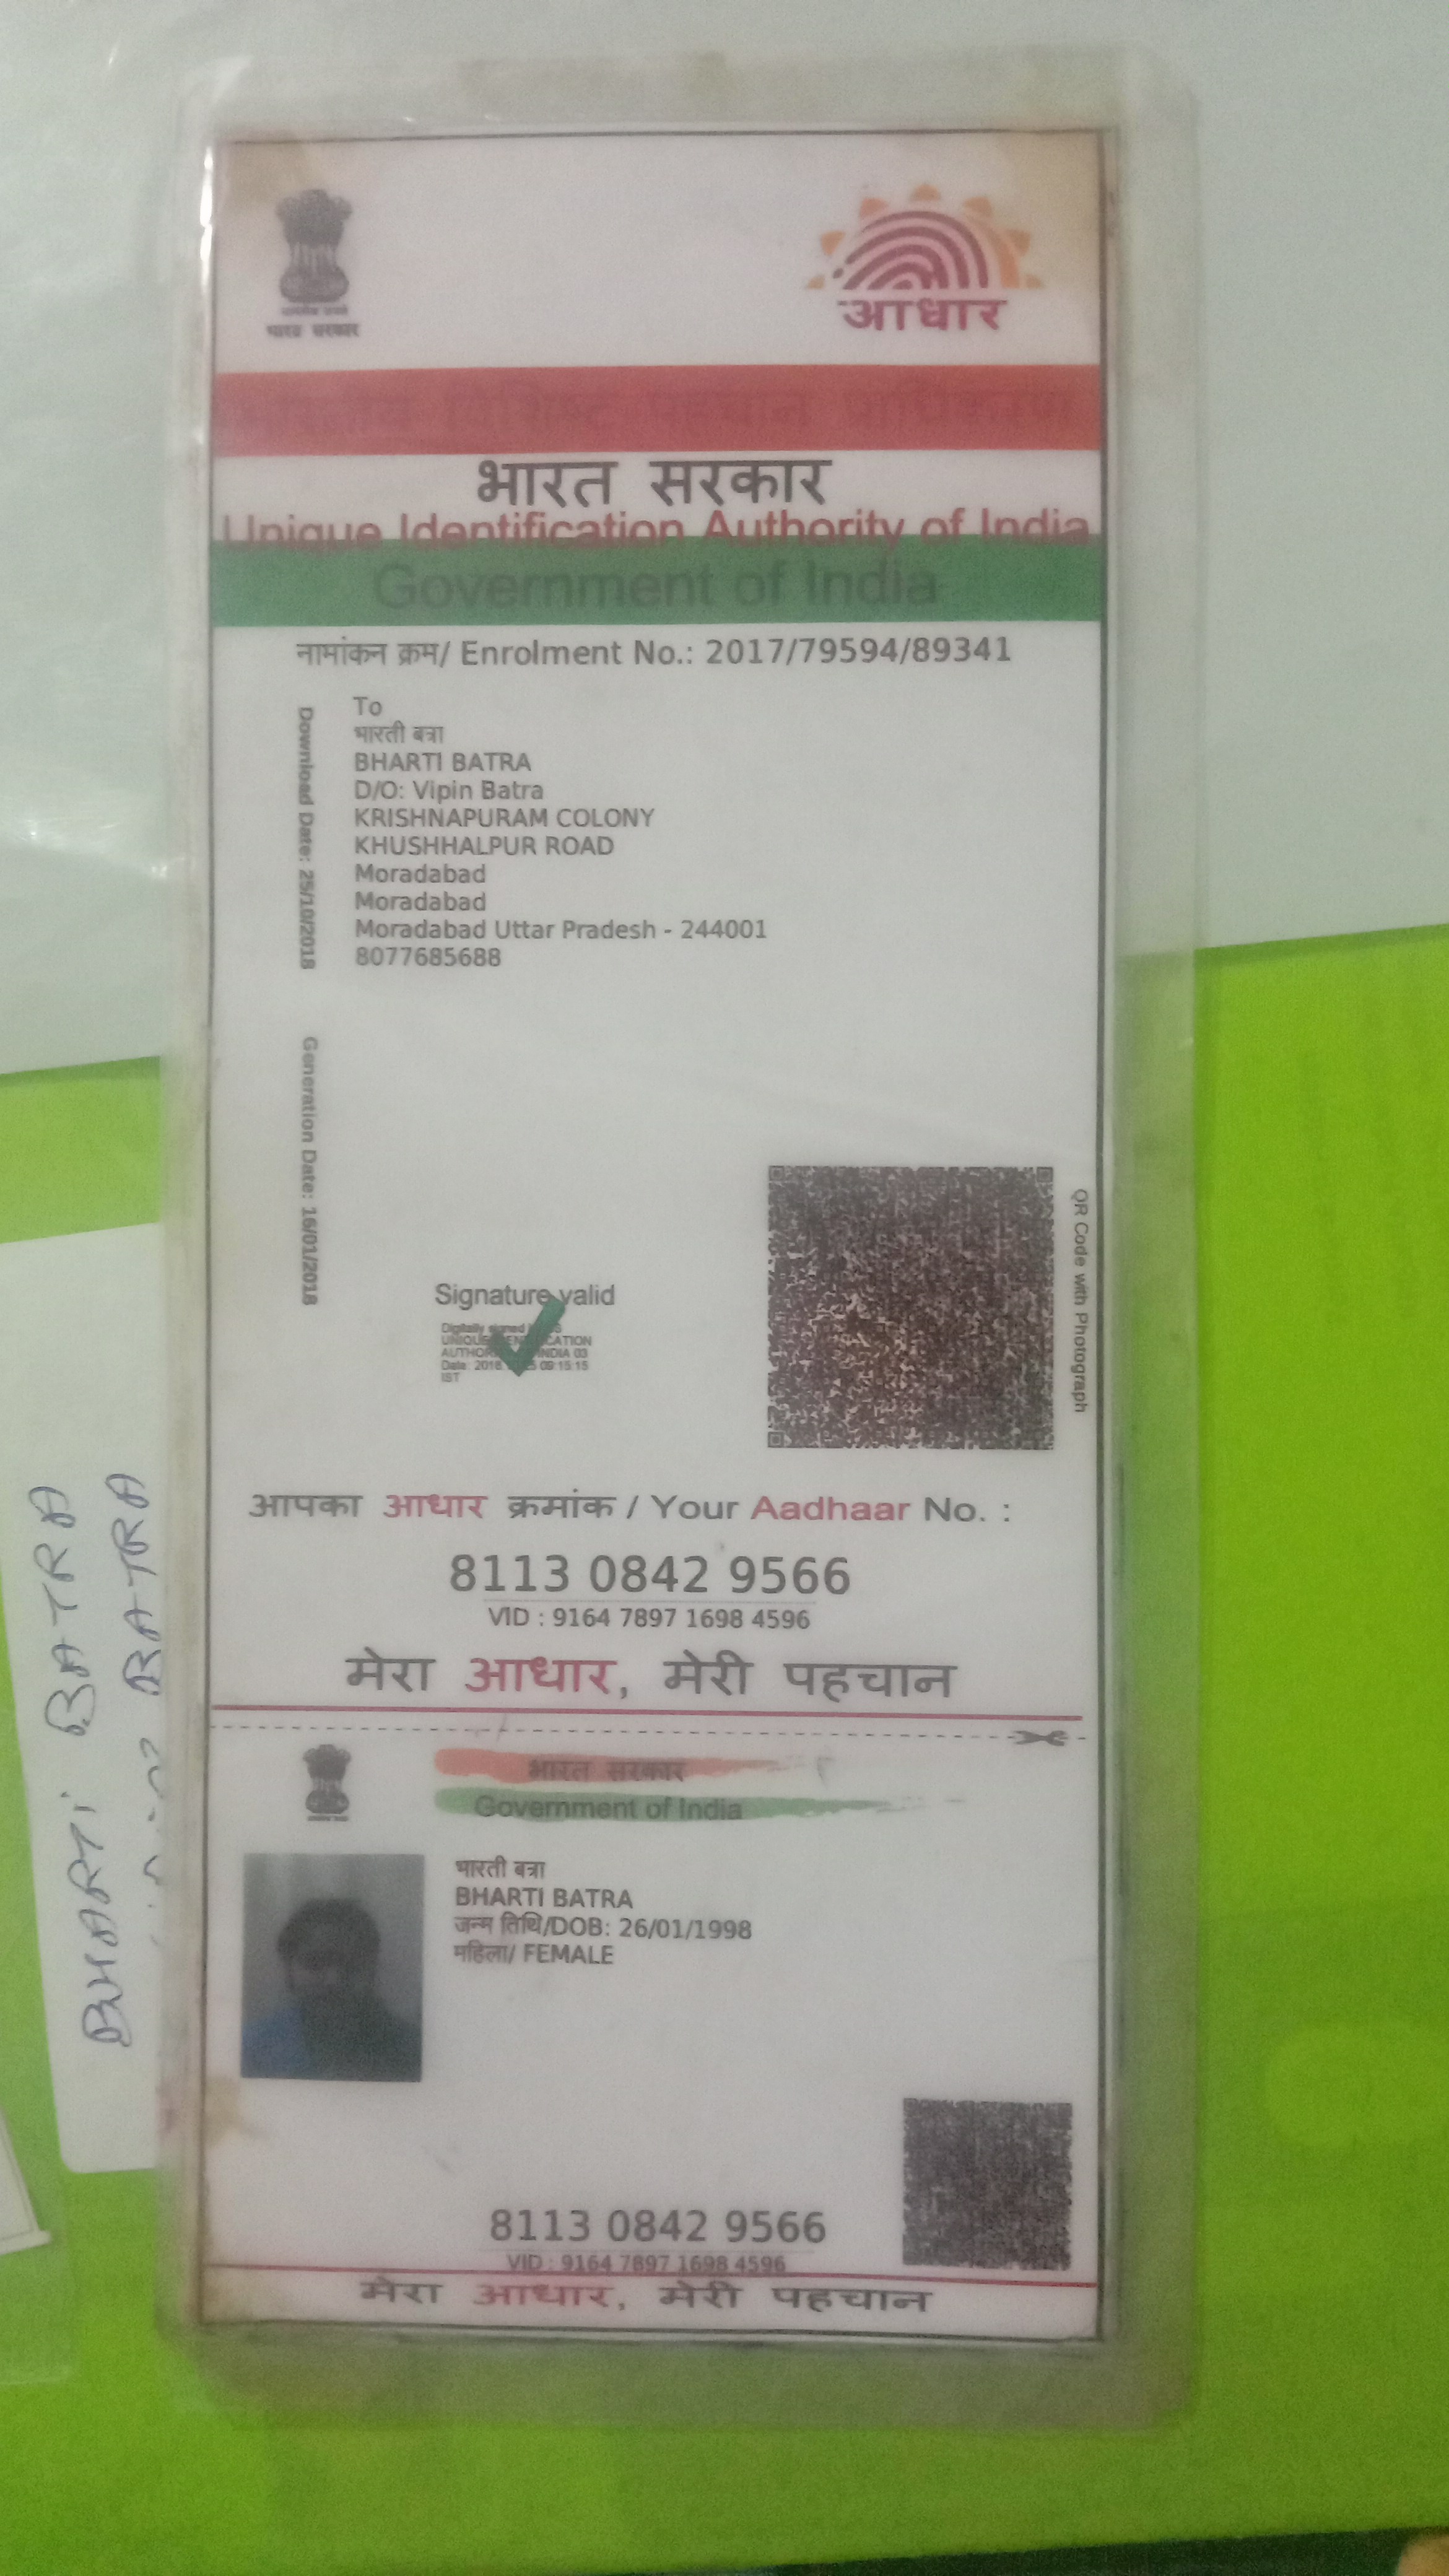 भारत सरकार
आधार
भारतीय विशिष्ट पहचान प्राधिकरण
भारत सरकार
Unique Identification Authority of India
Government of India
नामांकन क्रम/ Enrolment No.: 2017/79594/89341
To
भारती बत्रा
BHARTI BATRA
D/O: Vipin Batra
KRISHNAPURAM COLONY
KHUSHHALPUR ROAD
Moradabad
Moradabad
Moradabad Uttar Pradesh - 244001
8077685688
Download Date: 25/10/2018
Generation Date: 16/01/2018
Signature valid
QR Code with Photograph
आपका आधार क्रमांक / Your Aadhaar No. :
8113 0842 9566
VID : 9164 7897 1698 4596
मेरा आधार, मेरी पहचान
भारत सरकार
Government of India
भारती बत्रा
BHARTI BATRA
जन्म तिथि/DOB: 26/01/1998
महिला/ FEMALE
8113 0842 9566
VID : 9164 7897 1698 4596
मेरा आधार, मेरी पहचान
BHARTI BATRA
BATRA